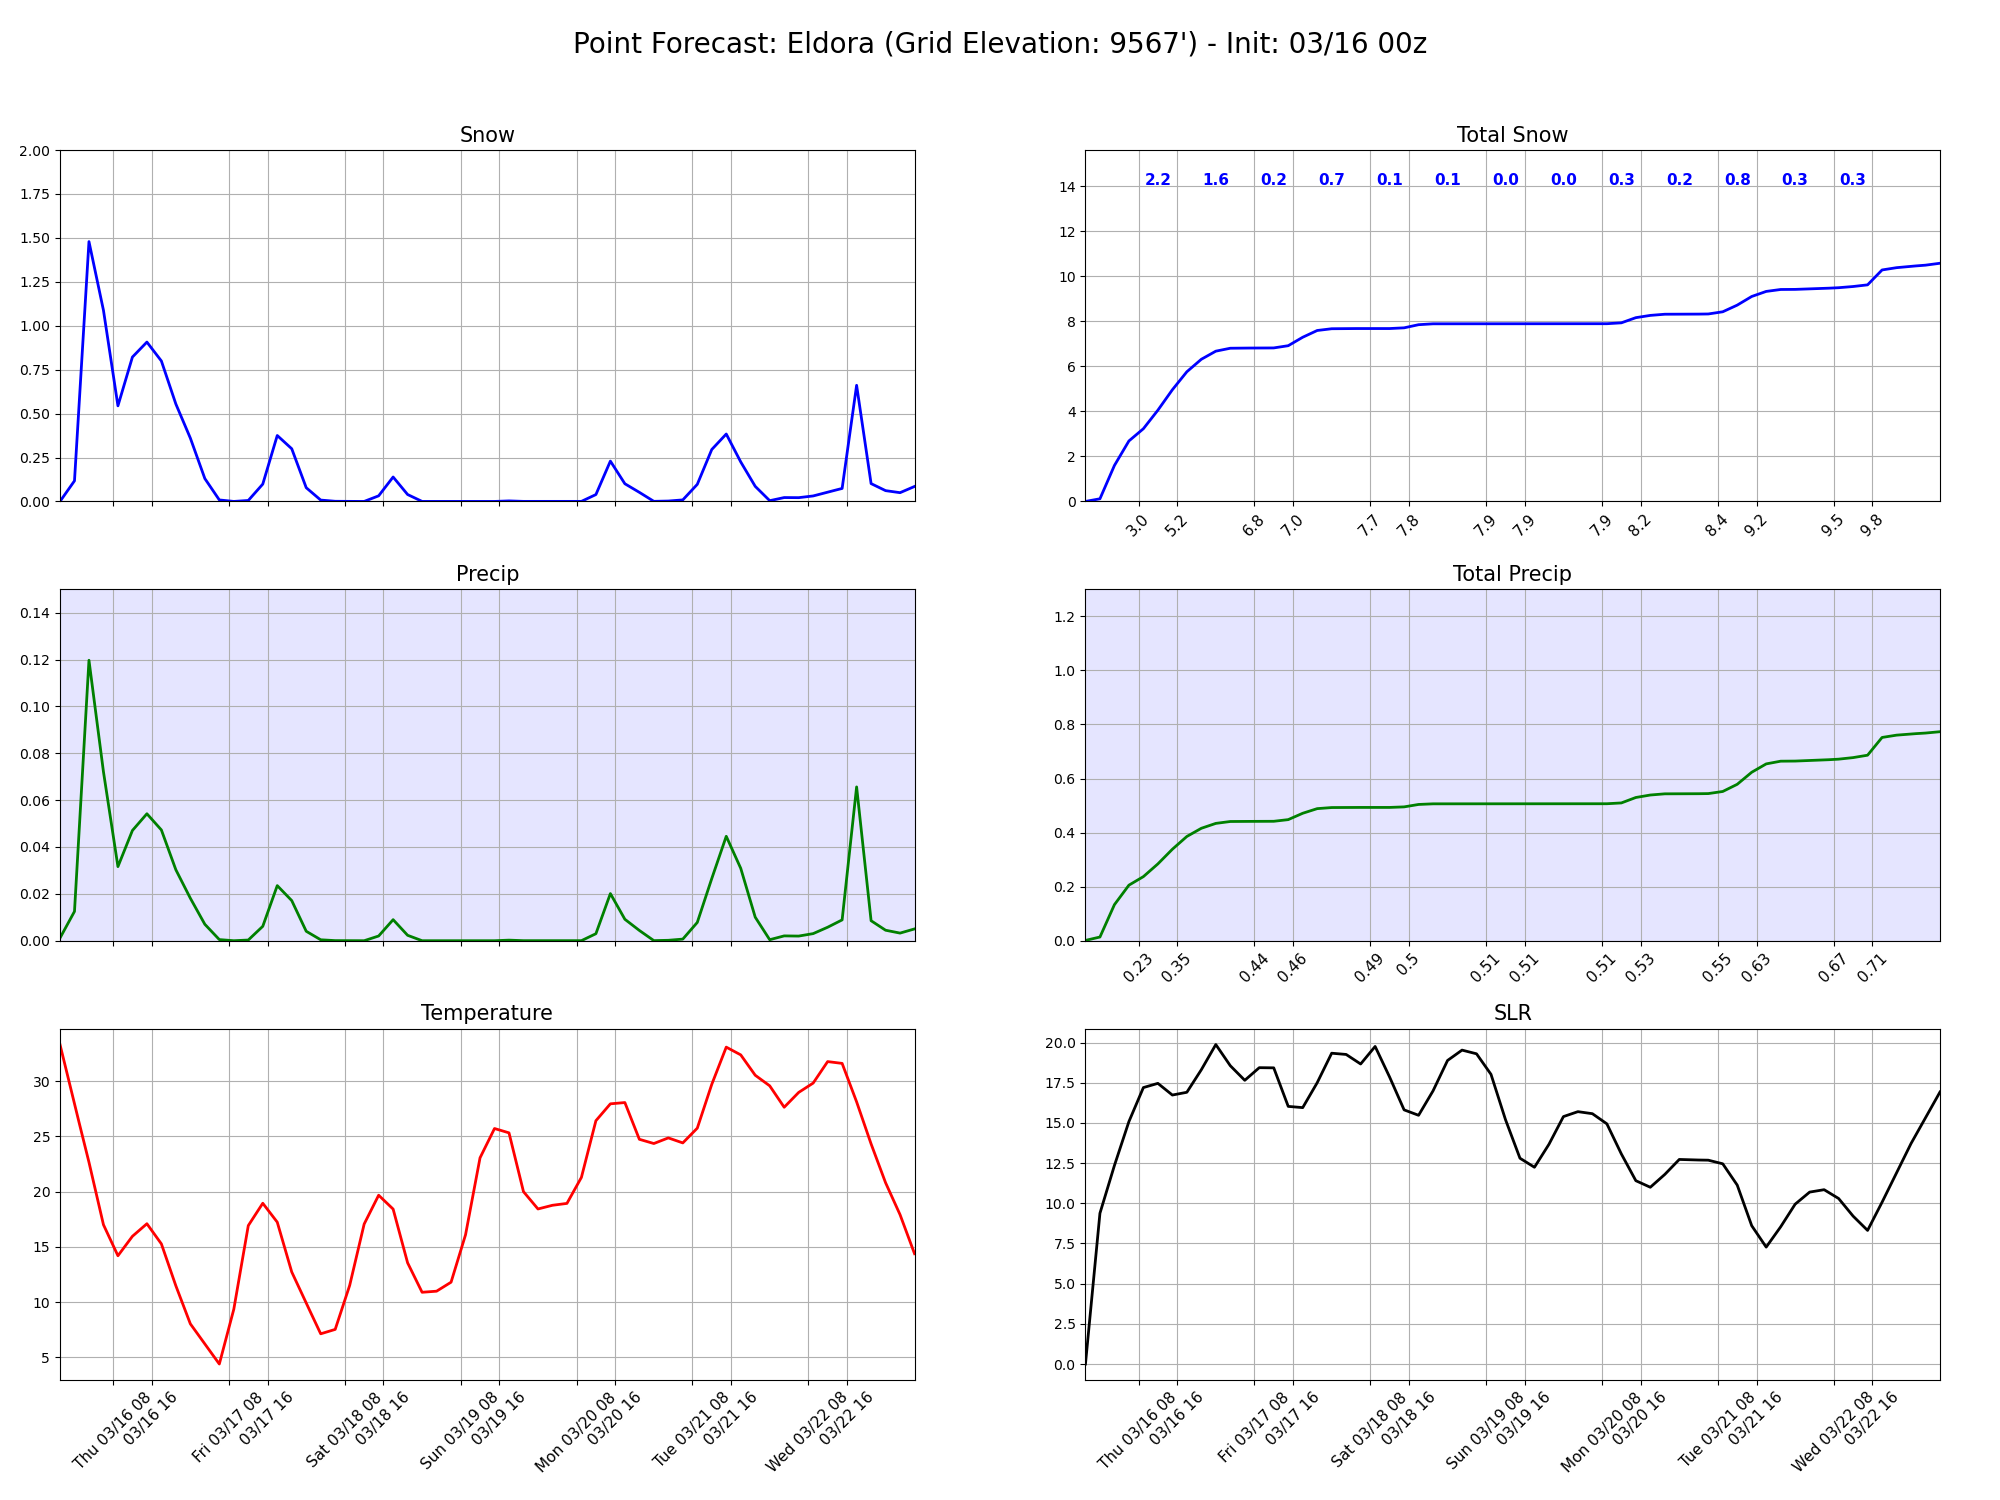 Point Forecast: Eldora (Grid Elevation: 9567') - Init: 03/16 00z
Snow
2.00
1.75
1.50
1.25
1.00
0.75
0.50
0.25
0.00
Total Snow
2.2 1.6 0.2 0.7 0.1 0.1 0.0 0.0 0.3 0.2 0.8 0.3 0.3
14
12
10
8
6
4
2
0
3.0 5.2 6.8 7.0 7.7 7.8 7.9 7.9 7.9 8.2 8.4 9.2 9.5 9.8
Precip
0.14
0.12
0.10
0.08
0.06
0.04
0.02
0.00
Total Precip
1.2
1.0
0.8
0.6
0.4
0.2
0.0
0.23 0.35 0.44 0.46 0.49 0.5 0.51 0.51 0.51 0.53 0.55 0.63 0.67 0.71
Temperature
30
25
20
15
10
5
Thu 03/16 08
03/16 16
Fri 03/17 08
03/17 16
Sat 03/18 08
03/18 16
Sun 03/19 08
03/19 16
Mon 03/20 08
03/20 16
Tue 03/21 08
03/21 16
Wed 03/22 08
03/22 16
SLR
20.0
17.5
15.0
12.5
10.0
7.5
5.0
2.5
0.0
Thu 03/16 08
03/16 16
Fri 03/17 08
03/17 16
Sat 03/18 08
03/18 16
Sun 03/19 08
03/19 16
Mon 03/20 08
03/20 16
Tue 03/21 08
03/21 16
Wed 03/22 08
03/22 16